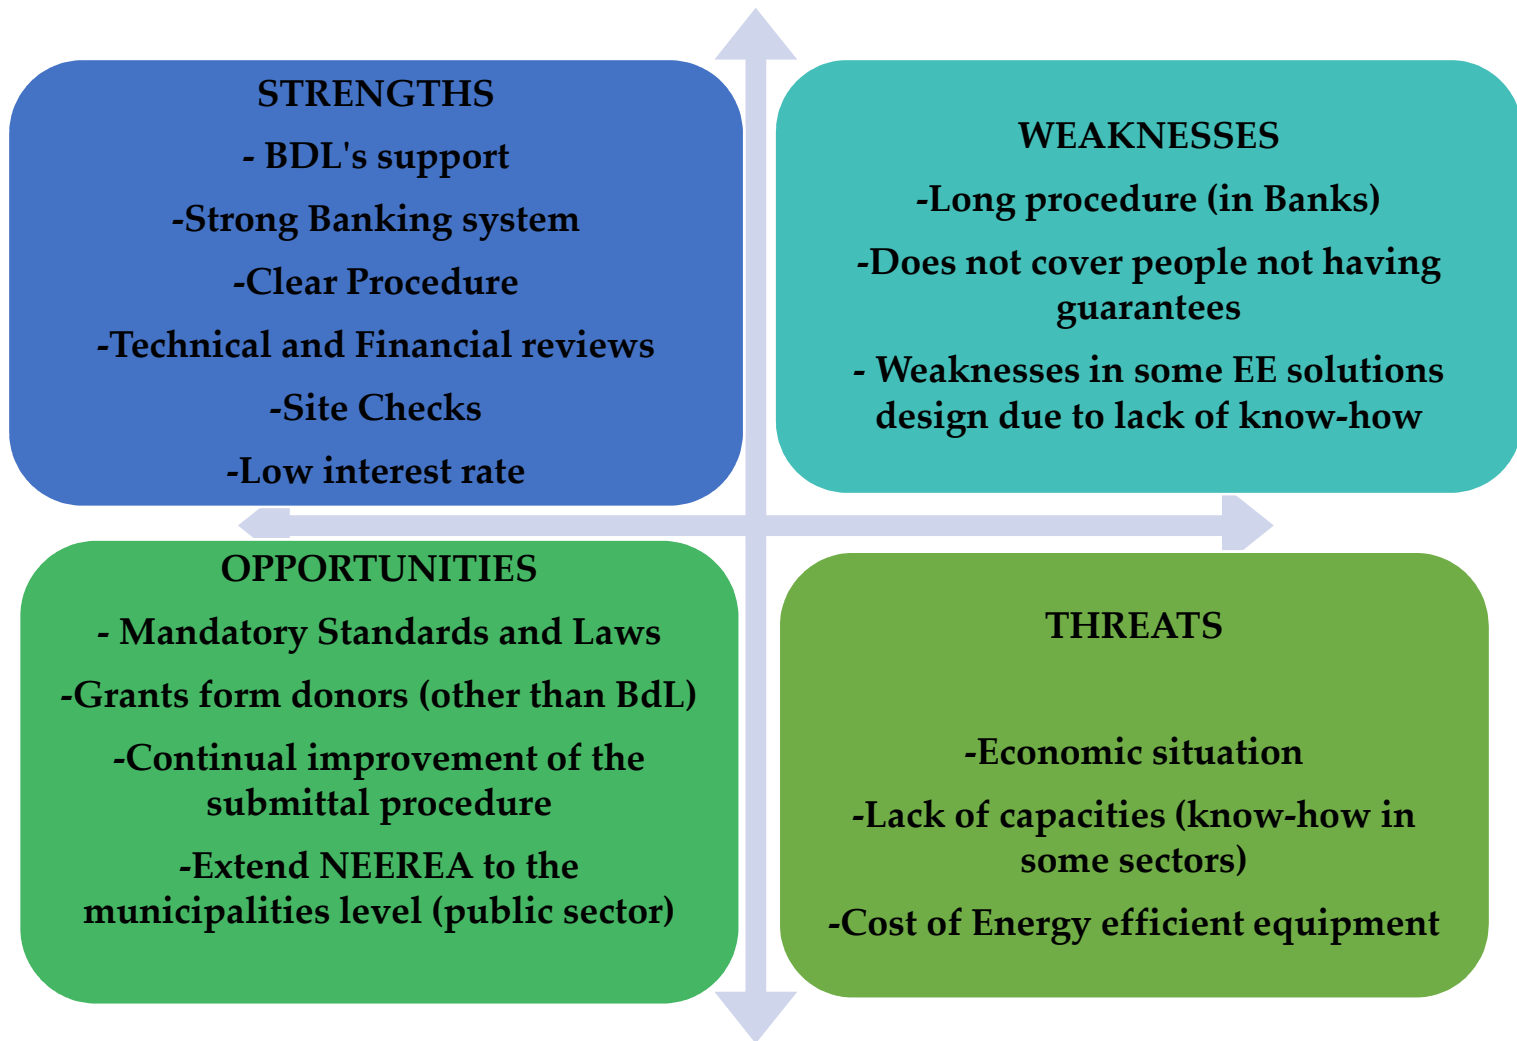 STRENGTHS
- BDL's support
-Strong Banking system
-Clear Procedure
-Technical and Financial reviews
-Site Checks
-Low interest rate
WEAKNESSES
-Long procedure (in Banks)
-Does not cover people not having
guarantees
- Weaknesses in some EE solutions
design due to lack of know-how
OPPORTUNITIES
- Mandatory Standards and Laws
-Grants form donors (other than BdL)
-Continual improvement of the
submittal procedure
-Extend NEEREA to the
municipalities level (public sector)
THREATS
-Economic situation
-Lack of capacities (know-how in
some sectors)
-Cost of Energy efficient equipment